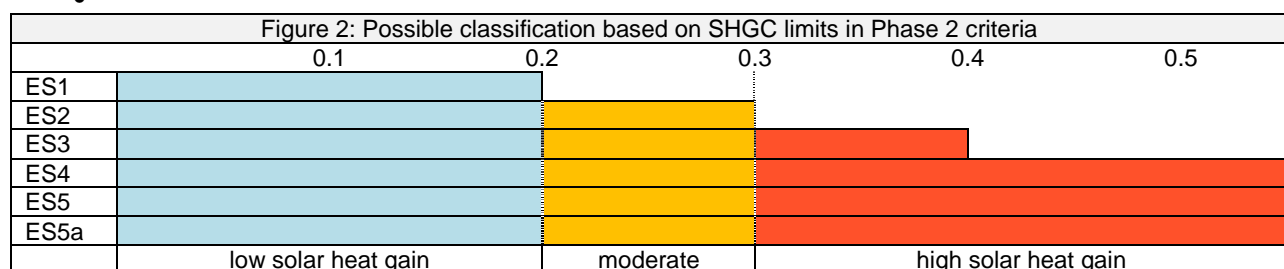 Figure 2: Possible classification based on SHGC limits in Phase 2 criteria
0.1 0.2 0.3 0.4 0.5
ES1
ES2
ES3
ES4
ES5
ES5a
low solar heat gain moderate high solar heat gain